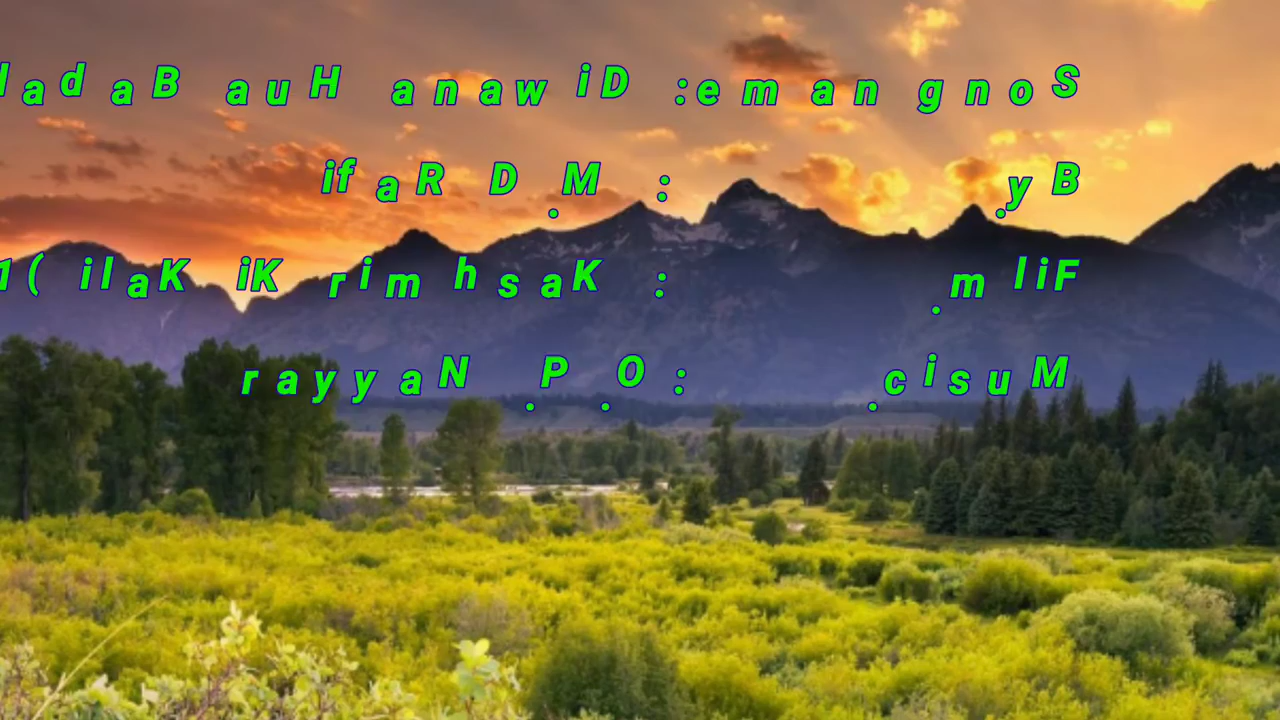 ladaB auH anawiD :eman gnoS
ifaR D .M : .yB
1( ilaK iK rimhsaK : .mliF
rayyaN .P .O : .cisuM